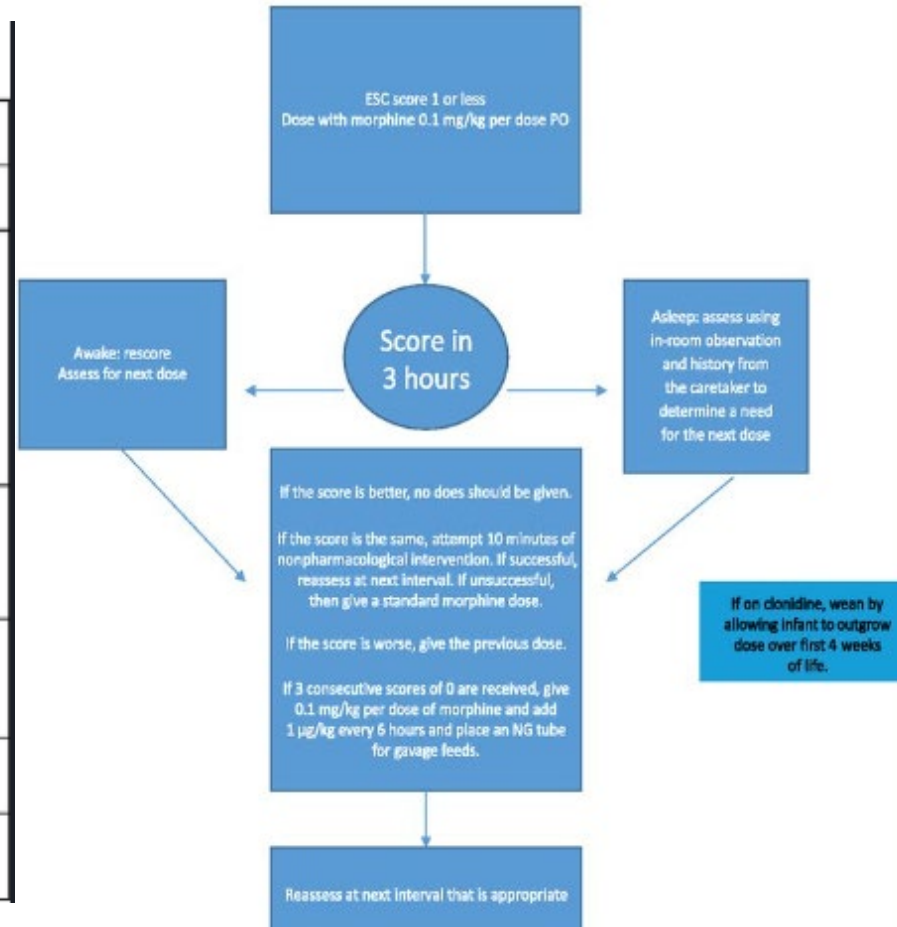 ESC score 1 or less
Dose with morphine 0.1 mg/kg per dose PO
Score in
3 hours
Awake: rescore
Assess for next dose
Asleep: assess using
in-room observation
and history from
the caretaker to
determine a need
for the next dose
If the score is better, no does should be given.
If the score is the same, attempt 10 minutes of
nonpharmacological intervention. If successful,
reassess at next interval. If unsuccessful,
then give a standard morphine dose.
If the score is worse, give the previous dose.
If 3 consecutive scores of 0 are received, give
0.1 mg/kg per dose of morphine and add
1 µg/kg every 6 hours and place an NG tube
for gavage feeds.
If on clonidine, wean by
allowing infant to outgrow
dose over first 4 weeks
of life.
Reassess at next interval that is appropriate